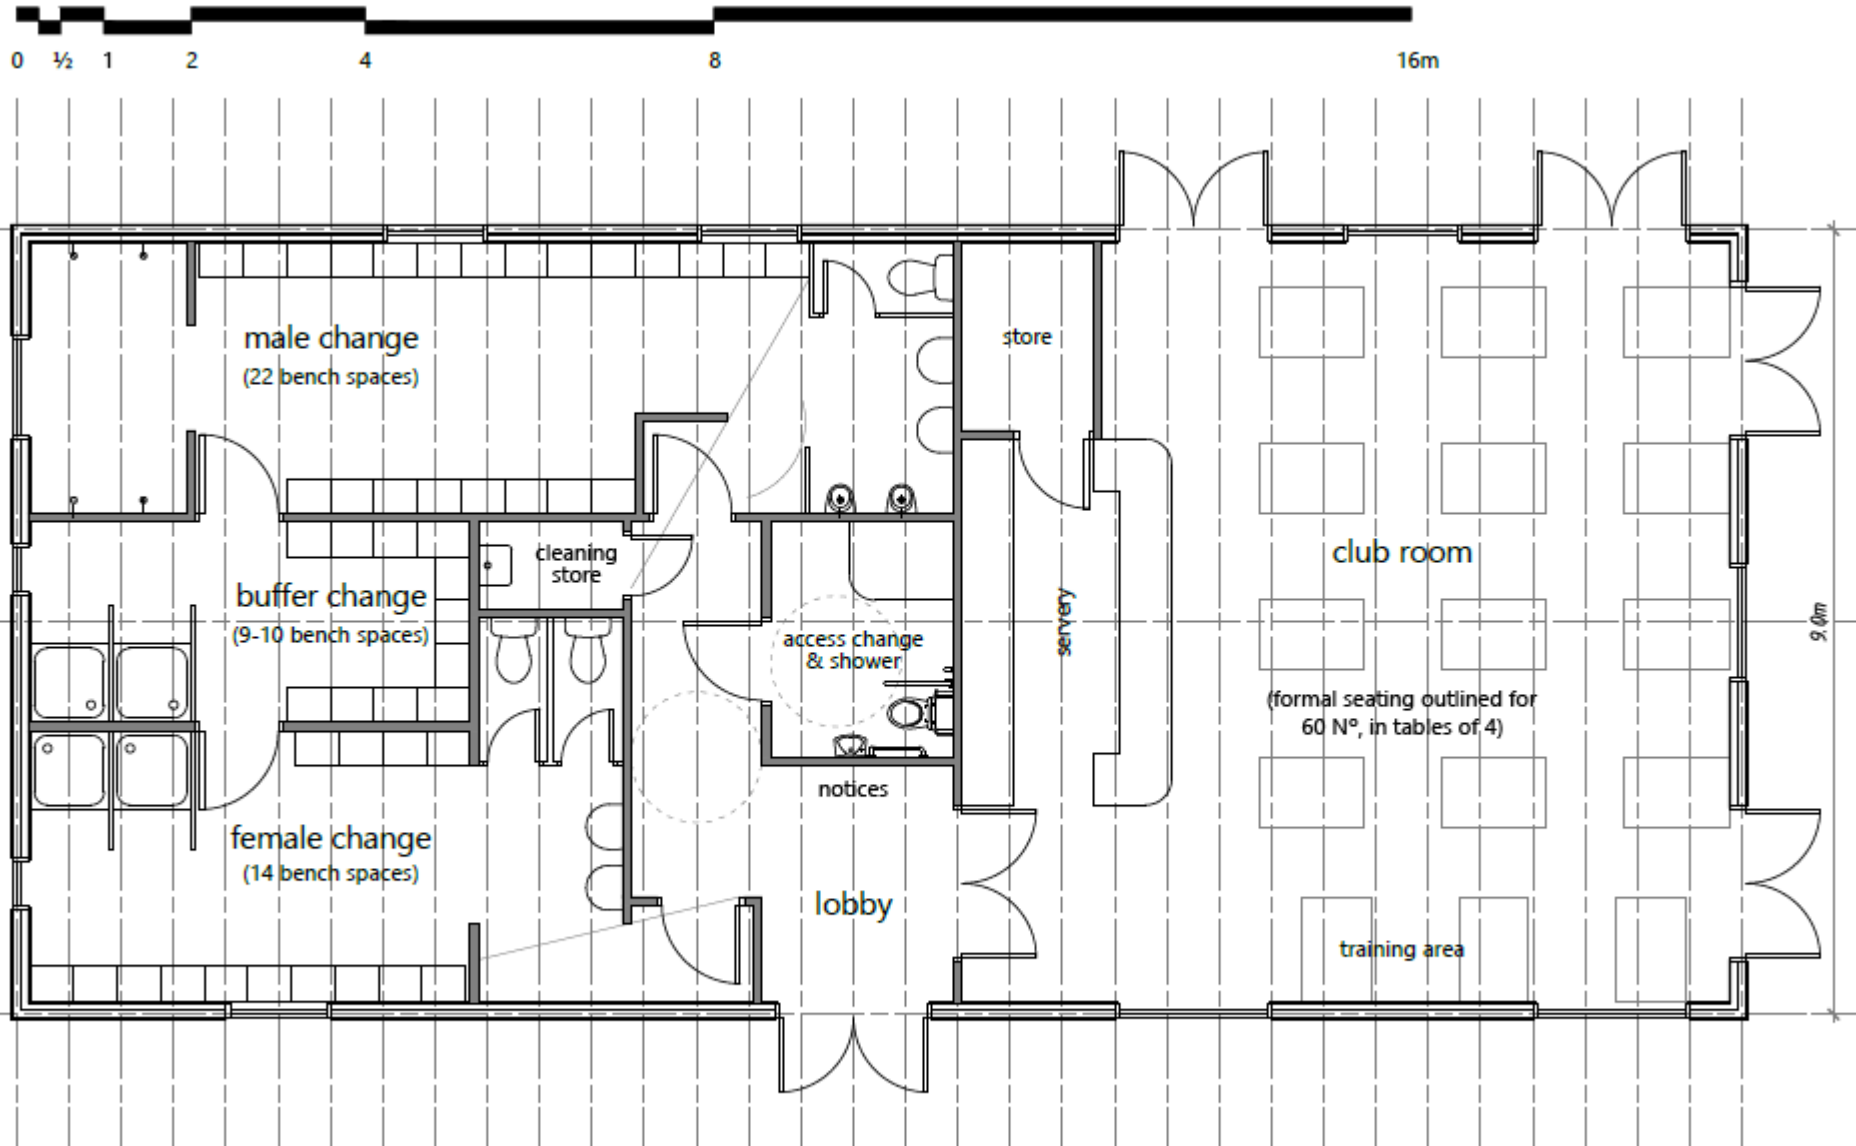 0 ½ 1 2 4 8 16m
male change
(22 bench spaces)
store
cleaning
store
buffer change
(9-10 bench spaces)
access change
& shower
servery
club room
(formal seating outlined for
60 Nº, in tables of 4)
9.0m
notices
female change
(14 bench spaces)
lobby
training area